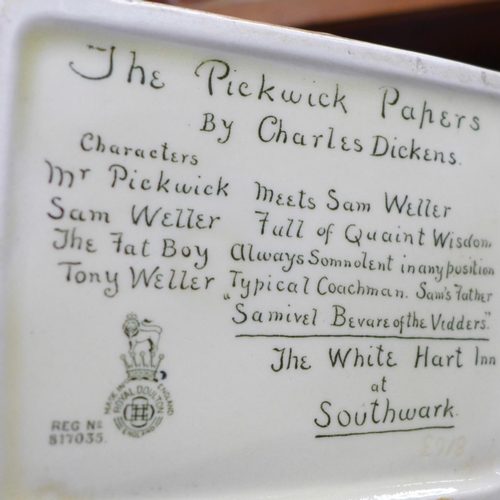 The Pickwick Papers
By Charles Dickens.
Characters
Mr Pickwick Meets Sam Weller
Sam Weller Full of Quaint Wisdom
The Fat Boy Always Somnolent in any position
Tony Weller Typical Coachman. Sam's Father
"Samivel Bevare of the Vidders."
The White Hart Inn
at
Southwark.
MADE IN ENGLAND
ROYAL DOULTON
ENGLAND
REG No
817035.